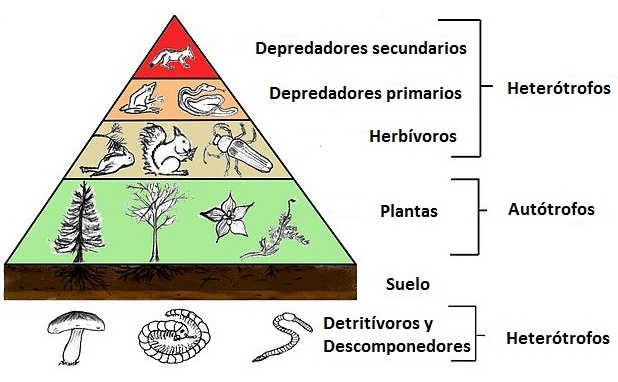 Depredadores secundarios
Depredadores primarios
Heterótrofos
Herbívoros
Plantas
Autótrofos
Suelo
Detritívoros y
Descomponedores
Heterótrofos